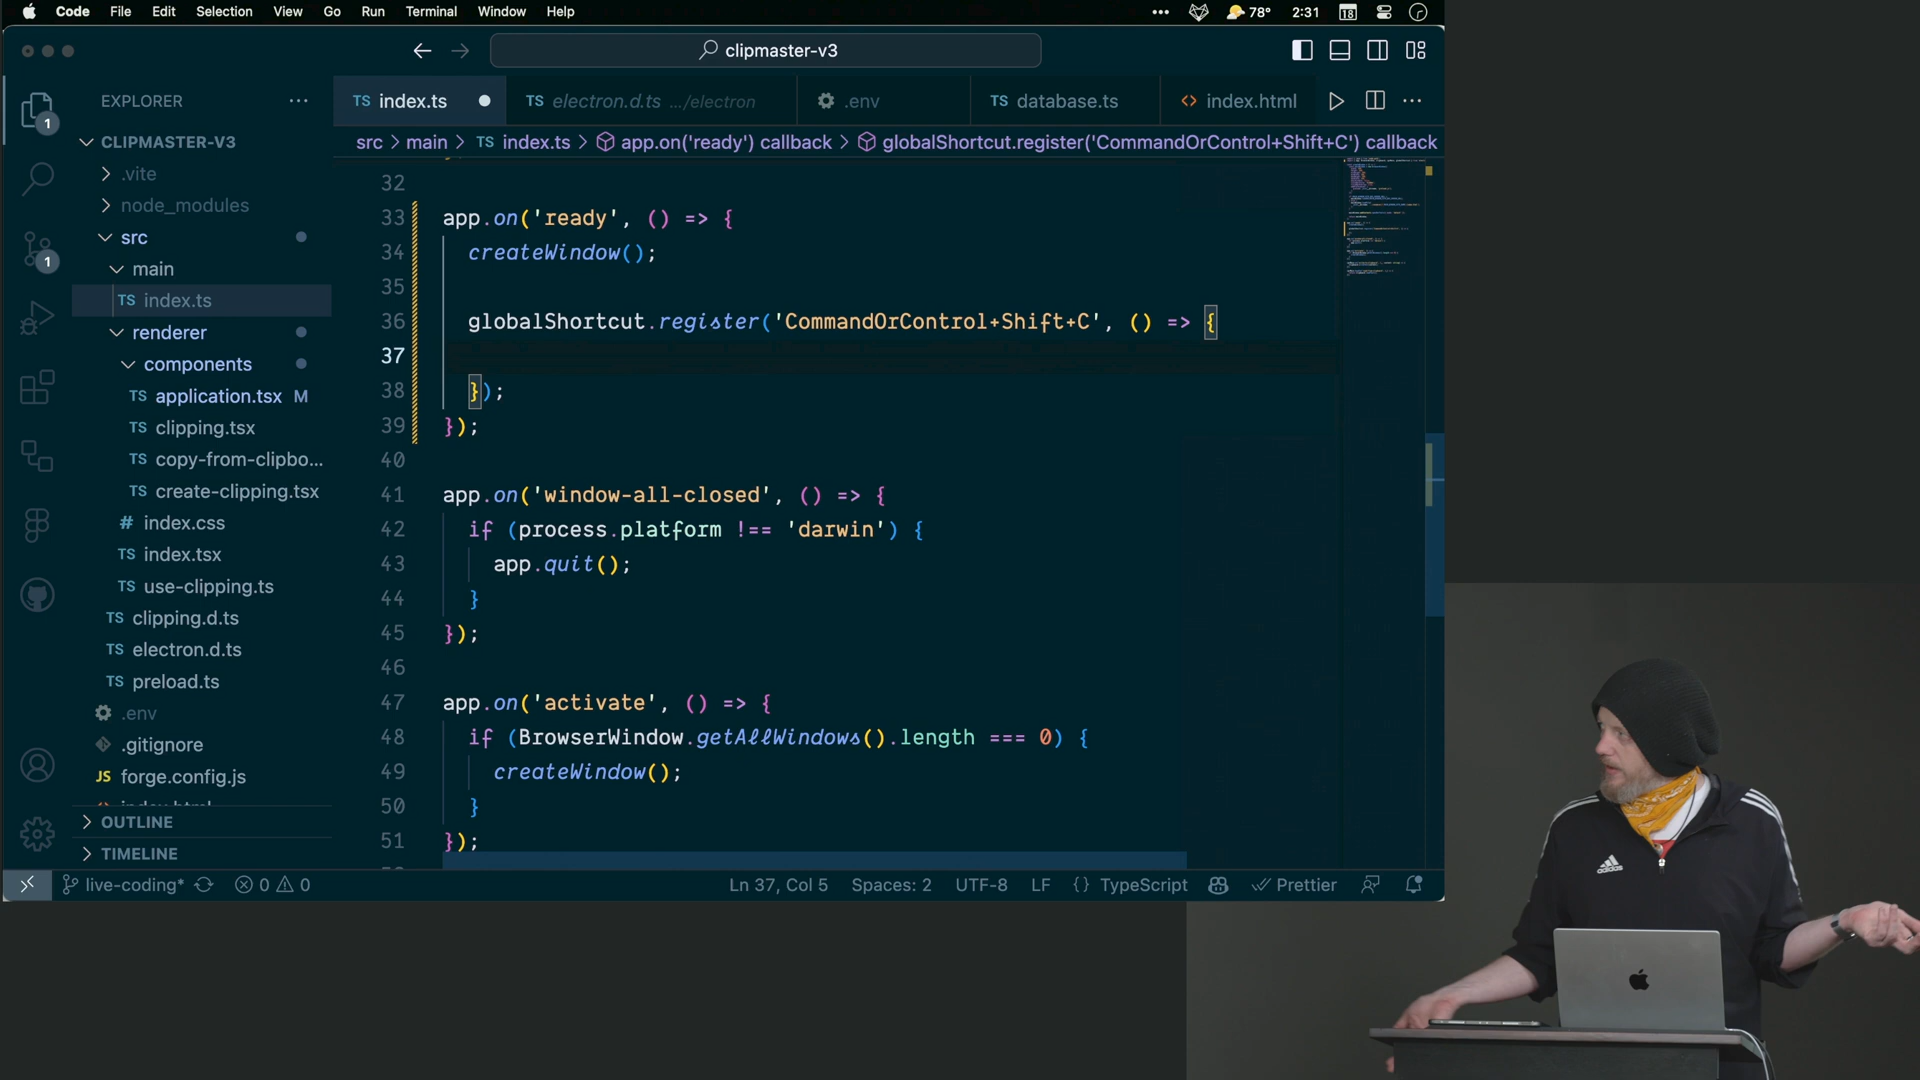 Code File Edit Selection View Go Run Terminal Window Help
78° 2:31 18
clipmaster-v3
EXPLORER
TS index.ts
TS electron.d.ts .../electron
.env
TS database.ts
<> index.html
src > main > TS index.ts > app.on('ready') callback > globalShortcut.register('CommandOrControl+Shift+C') callback
1
1
CLIPMASTER-V3
.vite
node_modules
src
main
TS index.ts
renderer
components
TS application.tsx M
TS clipping.tsx
TS copy-from-clipbo...
TS create-clipping.tsx
# index.css
TS index.tsx
TS use-clipping.ts
TS clipping.d.ts
TS electron.d.ts
TS preload.ts
.env
.gitignore
JS forge.config.js
<> index.html
OUTLINE
TIMELINE
32
33 app.on('ready', () => {
34 createWindow();
35
36 globalShortcut.register('CommandOrControl+Shift+C', () => {
37
38 });
39 });
40
41 app.on('window-all-closed', () => {
42 if (process.platform !== 'darwin') {
43 app.quit();
44 }
45 });
46
47 app.on('activate', () => {
48 if (BrowserWindow.getAllWindows().length === 0) {
49 createWindow();
50 }
51 });
live-coding* 0 0
Ln 37, Col 5 Spaces: 2 UTF-8 LF {} TypeScript Prettier
adidas